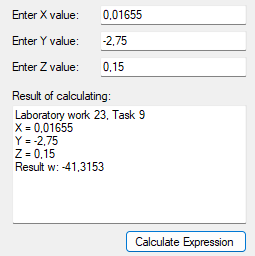 Enter X value: 0,01655
Enter Y value: -2,75
Enter Z value: 0,15
Result of calculating:
Laboratory work 23, Task 9
X = 0,01655
Y = -2,75
Z = 0,15
Result w: -41,3153
Calculate Expression